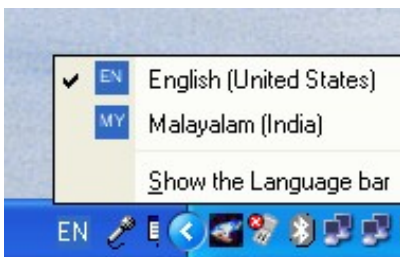 EN English (United States)
MY Malayalam (India)
Show the Language bar
EN